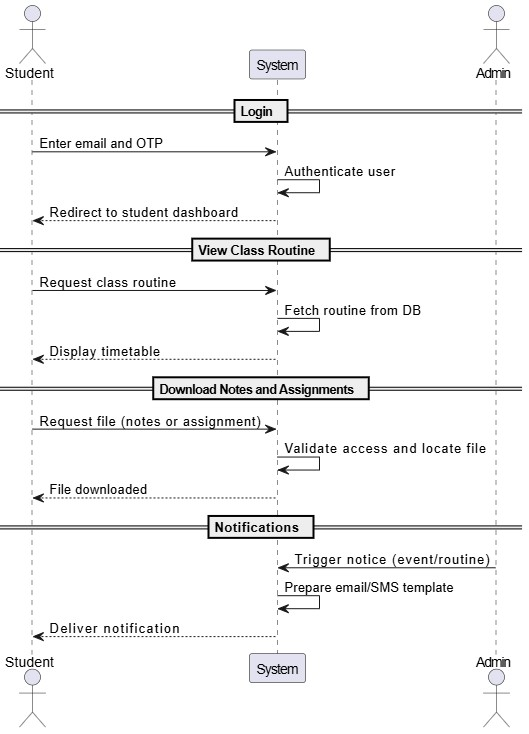 Student
System
Admin
Login
Enter email and OTP
Authenticate user
Redirect to student dashboard
View Class Routine
Request class routine
Fetch routine from DB
Display timetable
Download Notes and Assignments
Request file (notes or assignment)
Validate access and locate file
File downloaded
Notifications
Trigger notice (event/routine)
Prepare email/SMS template
Deliver notification
Student
System
Admin